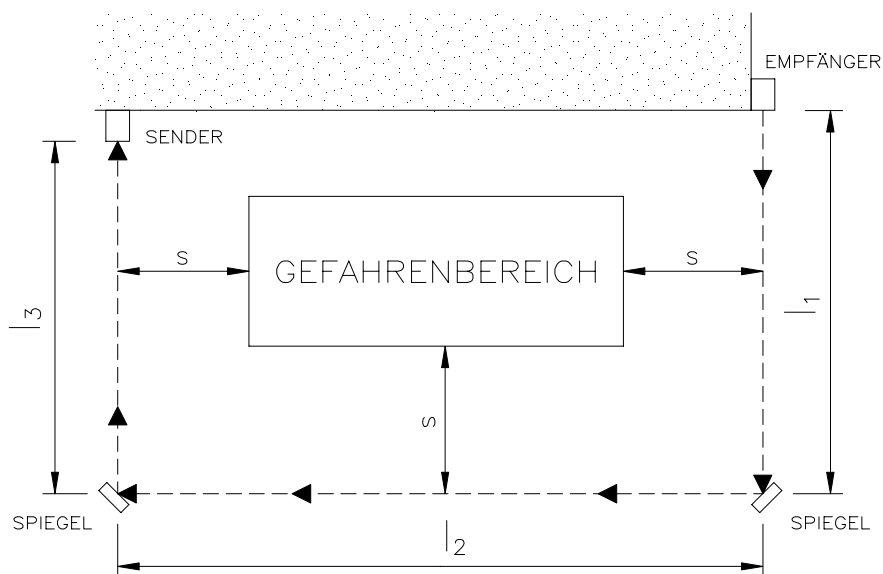 EMPFÄNGER
SENDER
S
GEFAHRENBEREICH
S
l3
l1
S
SPIEGEL
l2
SPIEGEL